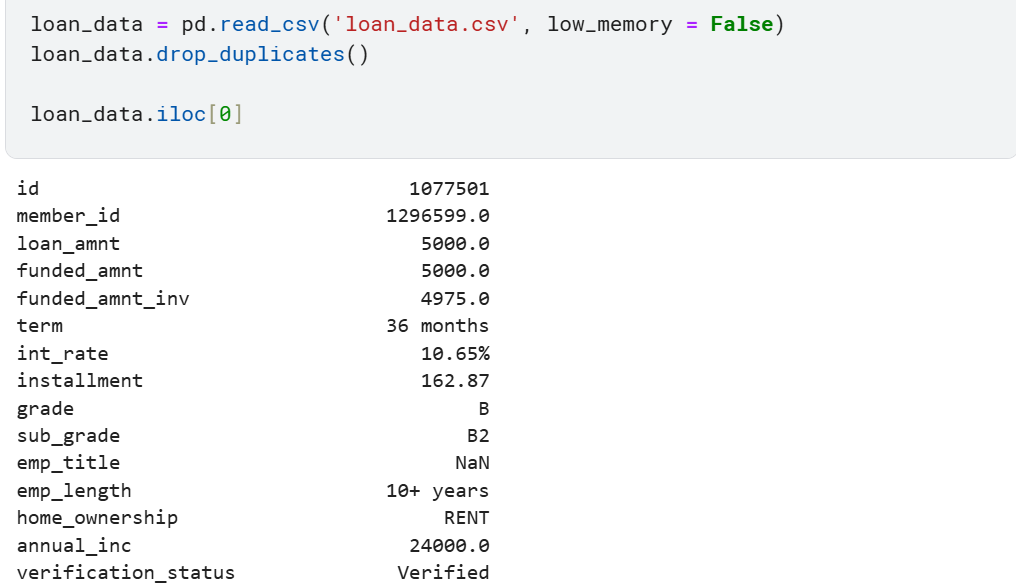 loan_data = pd.read_csv('loan_data.csv', low_memory = False)
loan_data.drop_duplicates()
loan_data.iloc[0]
id 1077501
member_id 1296599.0
loan_amnt 5000.0
funded_amnt 5000.0
funded_amnt_inv 4975.0
term 36 months
int_rate 10.65%
installment 162.87
grade B
sub_grade B2
emp_title NaN
emp_length 10+ years
home_ownership RENT
annual_inc 24000.0
verification_status Verified